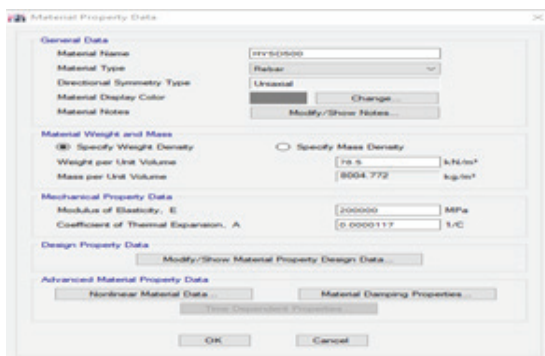 Material Property Data
General Data
Material Name HYSD500
Material Type Rebar
Directional Symmetry Type Uniaxial
Material Display Color Change...
Material Notes Modify/Show Notes...
Material Weight and Mass
Specify Weight Density Specify Mass Density
Weight per Unit Volume 78.5 kN/m³
Mass per Unit Volume 8004.772 kg/m³
Mechanical Property Data
Modulus of Elasticity, E 200000 MPa
Coefficient of Thermal Expansion, A 0.0000117 1/C
Design Property Data
Modify/Show Material Property Design Data...
Advanced Material Property Data
Nonlinear Material Data... Material Damping Properties...
Time Dependent Properties...
OK Cancel